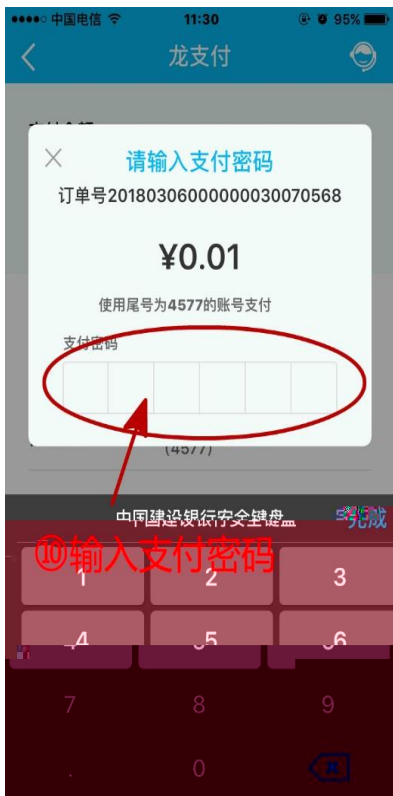 中国电信 11:30 95%
龙支付
请输入支付密码
订单号20180306000000030070568
¥0.01
使用尾号为4577的账号支付
支付密码
(4577)
中国建设银行安全键盘 完成
⑩输入支付密码
1 2 3
4 5 6
7 8 9
. 0